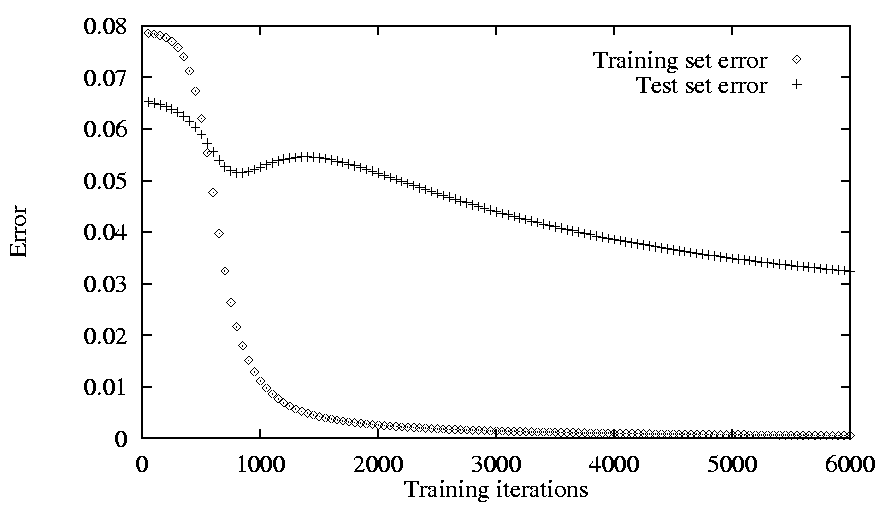 0.08
0.07
0.06
0.05
0.04
0.03
0.02
0.01
0
Error
Training set error
Test set error
0 1000 2000 3000 4000 5000 6000
Training iterations